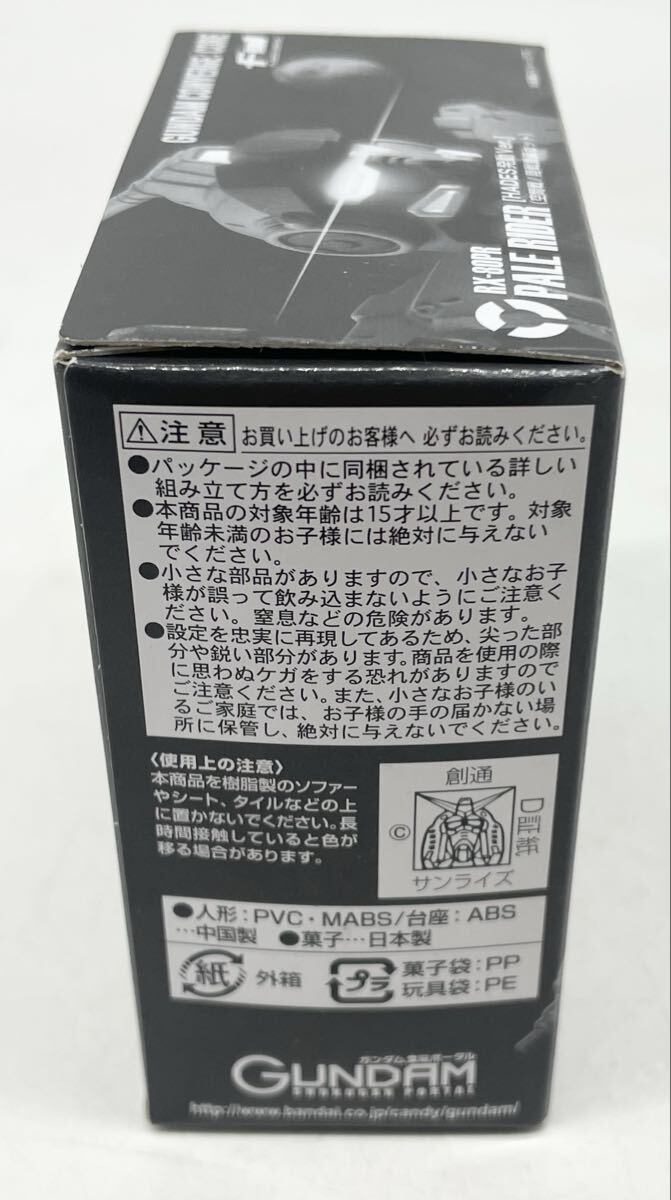 GUNDAM CONVERGE:CORE
RX-80PR
PALE RIDER [HADES発動Ver.]
⚠注意 お買い上げのお客様へ 必ずお読みください。
●パッケージの中に同梱されている詳しい
組み立て方を必ずお読みください。
●本商品の対象年齢は15才以上です。対象
年齢未満のお子様には絶対に与えない
でください。
●小さな部品がありますので、小さなお子
様が誤って飲み込まないようにご注意く
ださい。窒息などの危険があります。
●設定を忠実に再現してあるため、尖った部
分や鋭い部分があります。商品を使用の際
に思わぬケガをする恐れがありますので
ご注意ください。また、小さなお子様のい
るご家庭では、お子様の手の届かない場
所に保管し、絶対に与えないでください。
〈使用上の注意〉
本商品を樹脂製のソファー
やシート、タイルなどの上
に置かないでください。長
時間接触していると色が
移る場合があります。
創通
©
D証紙
サンライズ
●人形：PVC・MABS/台座：ABS
…中国製 ●菓子…日本製
紙 外箱
プラ 菓子袋：PP
玩具袋：PE
ガンダム食玩ポータル
GUNDAM
SHOKUGAN PORTAL
http://www.bandai.co.jp/candy/gundam/